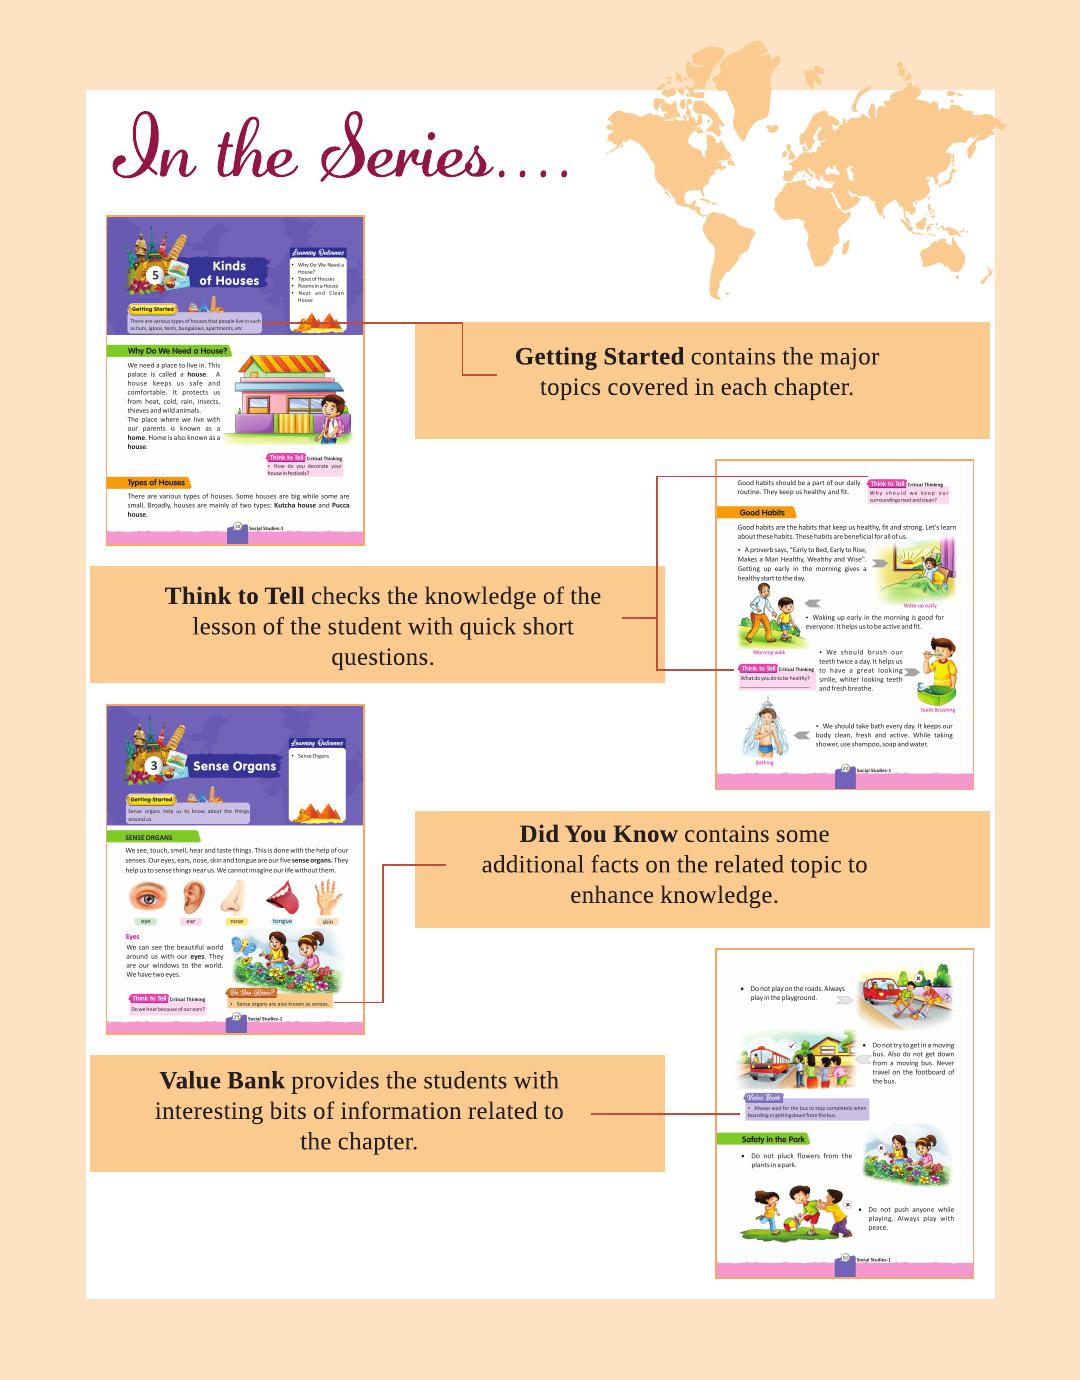 In the Series....
5
Kinds
of Houses
Learning Outcomes
• Why Do We Need a
House?
• Types of Houses
• Rooms in a House
• Neat and Clean
House
Getting Started
There are various types of houses that people live in such
as huts, igloos, tents, bungalows, apartments, etc.
Why Do We Need a House?
We need a place to live in. This
palace is called a house. A
house keeps us safe and
comfortable. It protects us
from heat, cold, rain, insects,
thieves and wild animals.
The place where we live with
our parents is known as a
home. Home is also known as a
house.
Think to Tell Critical Thinking
• How do you decorate your
house in festivals?
Types of Houses
There are various types of houses. Some houses are big while some are
small. Broadly, houses are mainly of two types: Kutcha house and Pucca
house.
Social Studies-1
Getting Started contains the major
topics covered in each chapter.
Good habits should be a part of our daily
routine. They keep us healthy and fit.
Think to Tell Critical Thinking
Why should we keep our
surroundings neat and clean?
Good Habits
Good habits are the habits that keep us healthy, fit and strong. Let's learn
about these habits. These habits are beneficial for all of us.
• A proverb says, "Early to Bed, Early to Rise,
Makes a Man Healthy, Wealthy and Wise".
Getting up early in the morning gives a
healthy start to the day.
Wake up early
• Waking up early in the morning is good for
everyone. It helps us to be active and fit.
Morning walk
• We should brush our
teeth twice a day. It helps us
to have a great looking
smile, whiter looking teeth
and fresh breathe.
Think to Tell Critical Thinking
What do you do to be healthy?
Teeth Brushing
• We should take bath every day. It keeps our
body clean, fresh and active. While taking
shower, use shampoo, soap and water.
Bathing
Social Studies-1
Think to Tell checks the knowledge of the
lesson of the student with quick short
questions.
3
Sense Organs
Learning Outcomes
• Sense Organs
Getting Started
Sense organs help us to know about the things
around us.
SENSE ORGANS
We see, touch, smell, hear and taste things. This is done with the help of our
senses. Our eyes, ears, nose, skin and tongue are our five sense organs. They
help us to sense things near us. We cannot imagine our life without them.
eye ear nose tongue skin
Eyes
We can see the beautiful world
around us with our eyes. They
are our windows to the world.
We have two eyes.
Think to Tell Critical Thinking
Do we hear because of our ears?
Do You Know?
• Sense organs are also known as senses.
Social Studies-1
Did You Know contains some
additional facts on the related topic to
enhance knowledge.
• Do not play on the roads. Always
play in the playground.
• Do not try to get in a moving
bus. Also do not get down
from a moving bus. Never
travel on the footboard of
the bus.
Value Bank
• Always wait for the bus to stop completely when
boarding or getting down from the bus.
Safety in the Park
• Do not pluck flowers from the
plants in a park.
• Do not push anyone while
playing. Always play with
peace.
Social Studies-1
Value Bank provides the students with
interesting bits of information related to
the chapter.